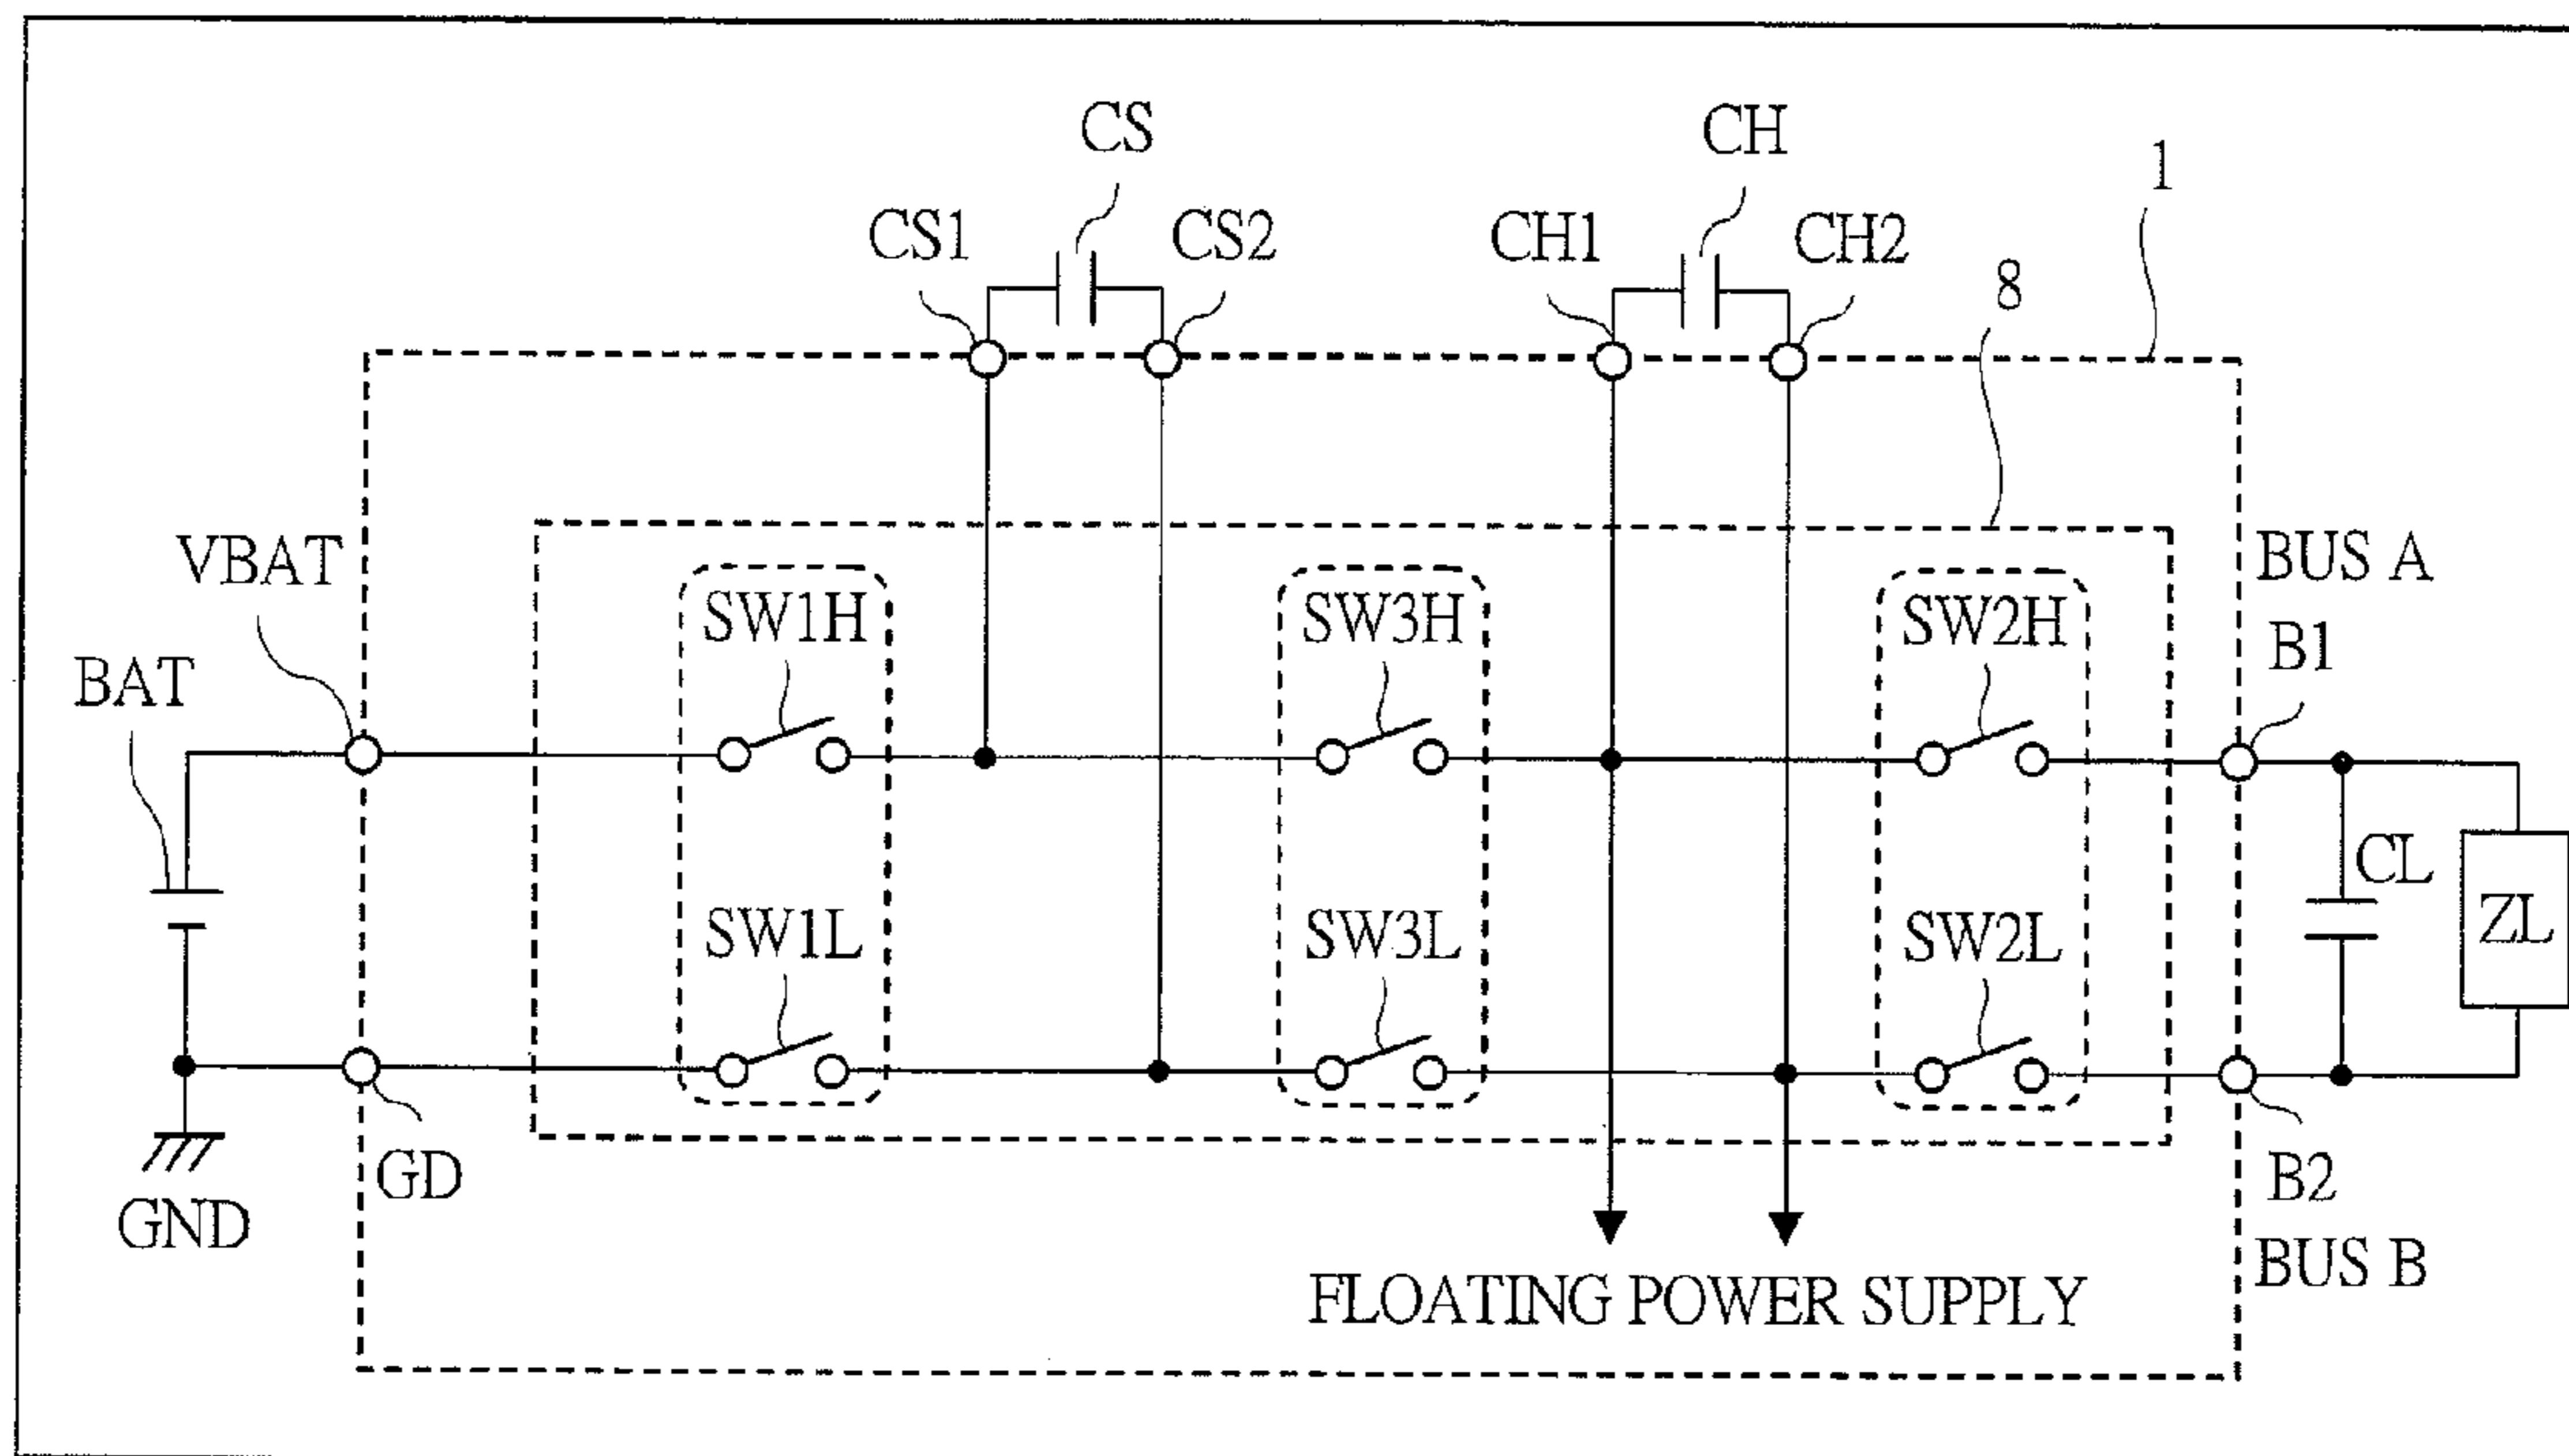 CS
CH
1
CS1
CS2
CH1
CH2
8
VBAT
BUS A
SW1H
SW3H
SW2H
B1
BAT
CL
ZL
SW1L
SW3L
SW2L
GD
B2
GND
BUS B
FLOATING POWER SUPPLY